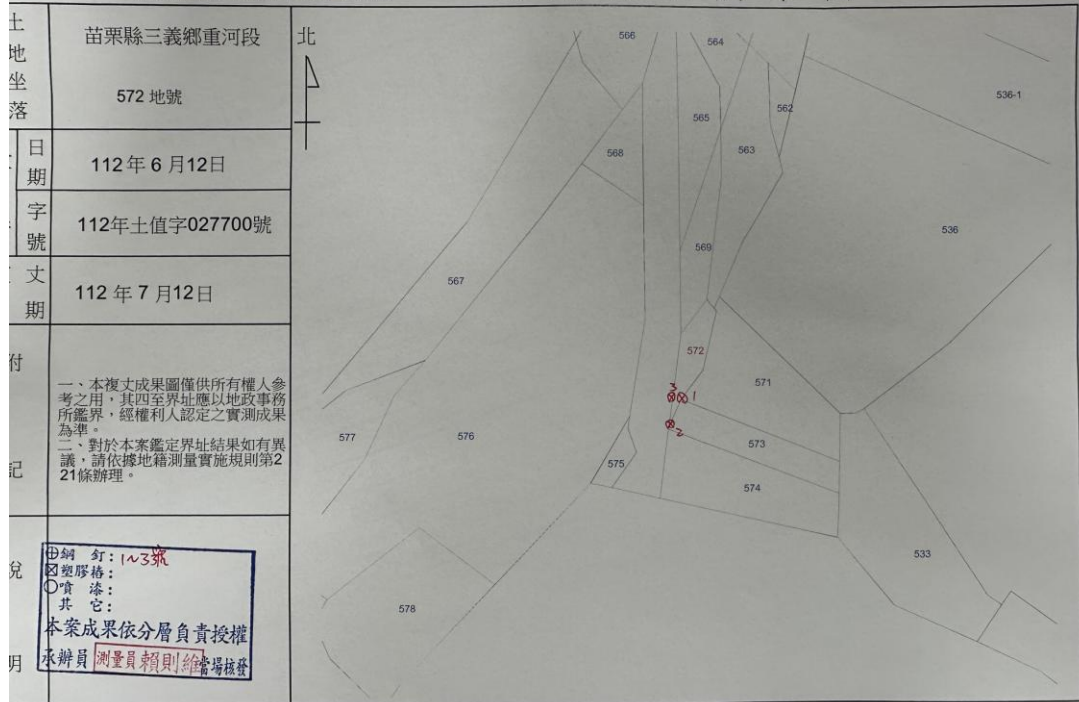 土地坐落
苗栗縣三義鄉重河段
572 地號
日期
112 年 6 月12日
字號
112年土值字027700號
丈期
112 年 7 月12日
附記
一、本複丈成果圖僅供所有權人參
考之用，其四至界址應以地政事務
所鑑界，經權利人認定之實測成果
為準。
二、對於本案鑑定界址結果如有異
議，請依據地籍測量實施規則第2
21條辦理。
說明
鋼 釘：1~3號
塑膠樁：
噴 漆：
其 它：
本案成果依分層負責授權
承辦員 測量員賴則維 當場核發
北
566
564
536-1
562
565
563
568
536
569
567
572
571
3
1
2
577
576
573
575
574
533
578